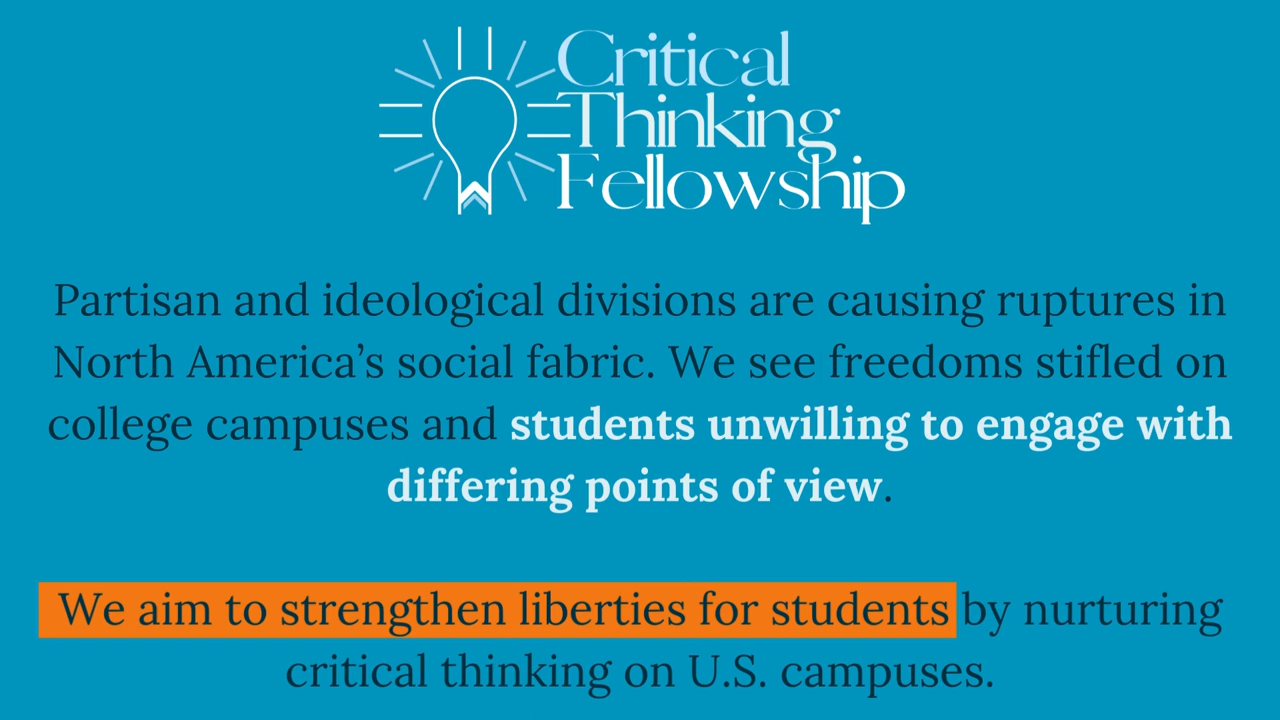 Critical
Thinking
Fellowship
Partisan and ideological divisions are causing ruptures in
North America’s social fabric. We see freedoms stifled on
college campuses and students unwilling to engage with
differing points of view.
We aim to strengthen liberties for students by nurturing
critical thinking on U.S. campuses.